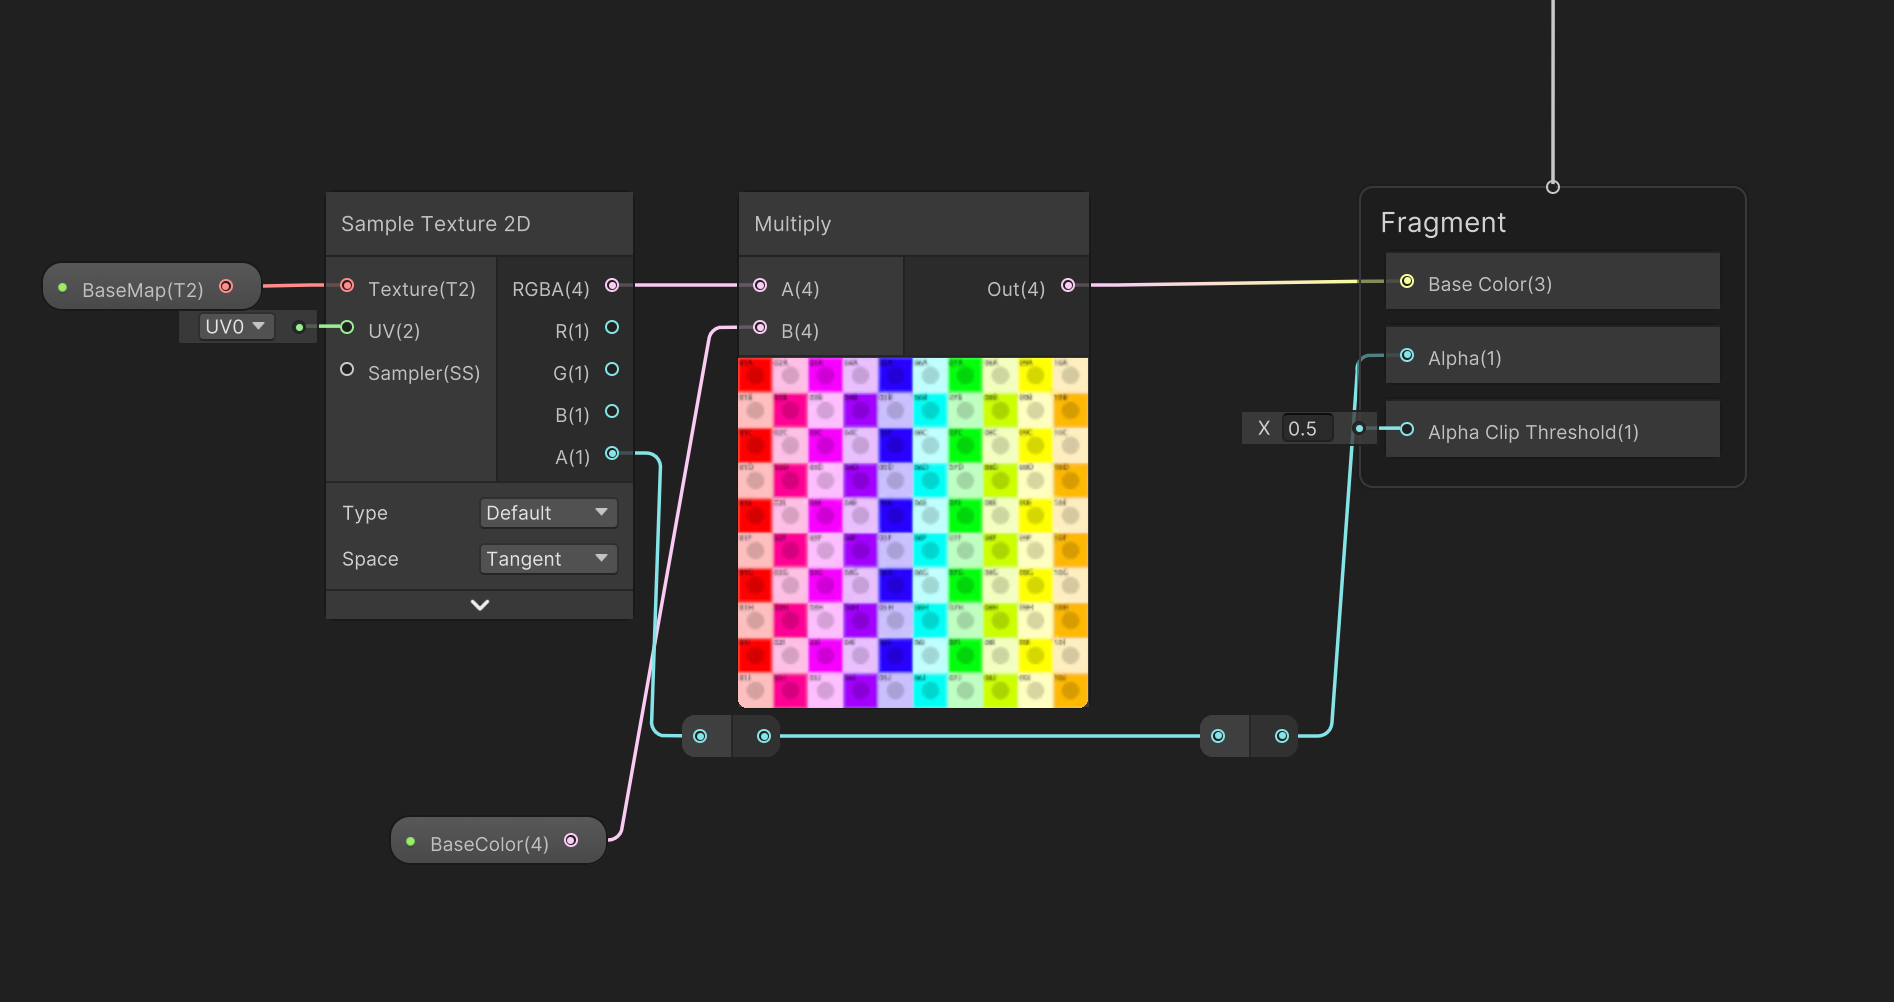 BaseMap(T2)
UV0
Sample Texture 2D
Texture(T2)
UV(2)
Sampler(SS)
RGBA(4)
R(1)
G(1)
B(1)
A(1)
Type
Default
Space
Tangent
Multiply
A(4)
B(4)
Out(4)
BaseColor(4)
Fragment
Base Color(3)
Alpha(1)
X 0.5
Alpha Clip Threshold(1)